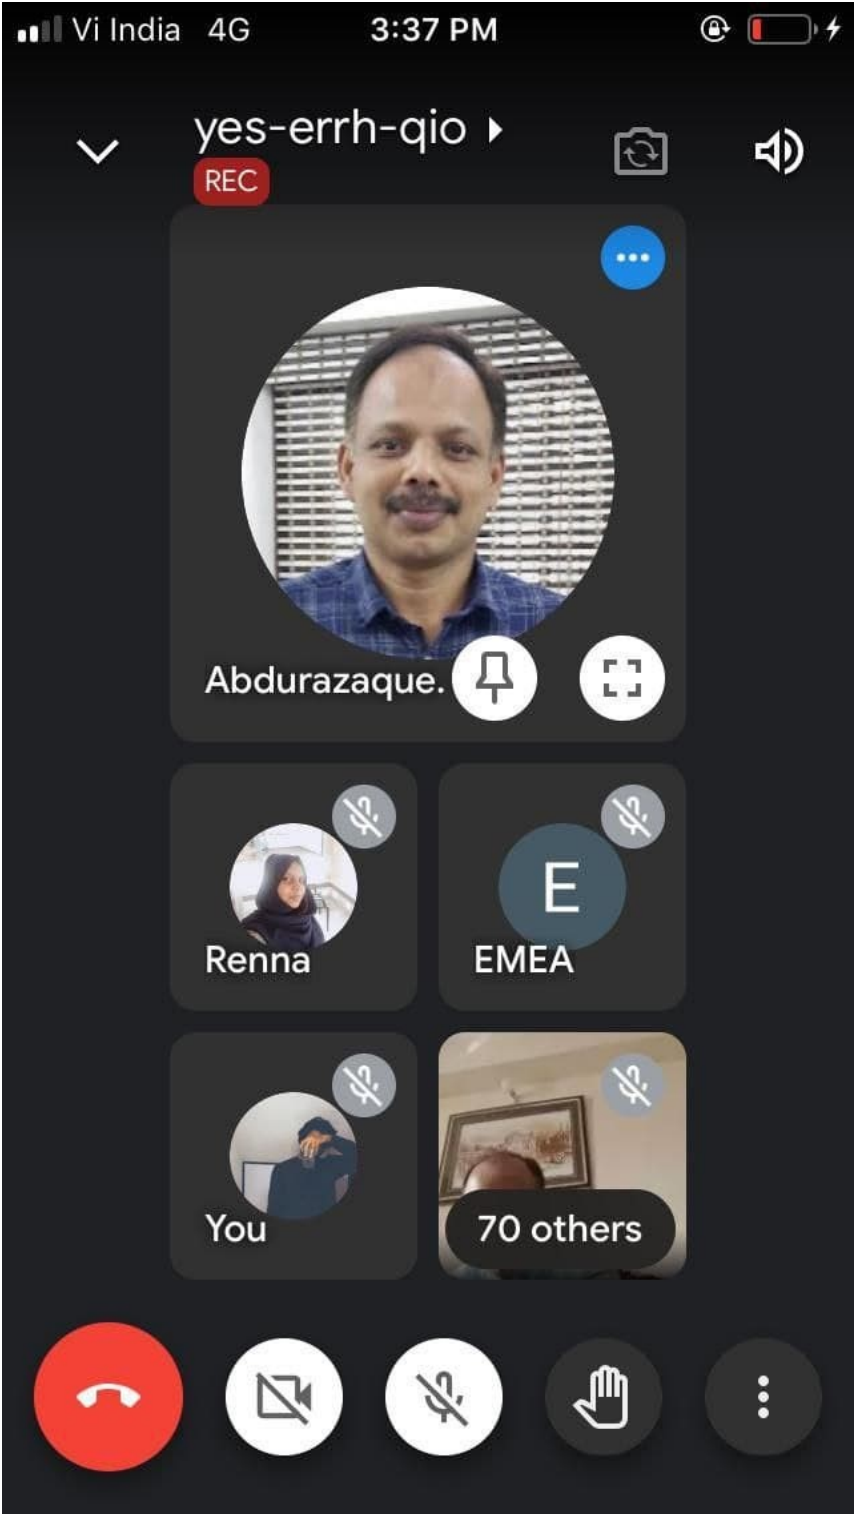 Vi India 4G 3:37 PM
yes-errh-qio
REC
Abdurazaque.
Renna
E
EMEA
You
70 others